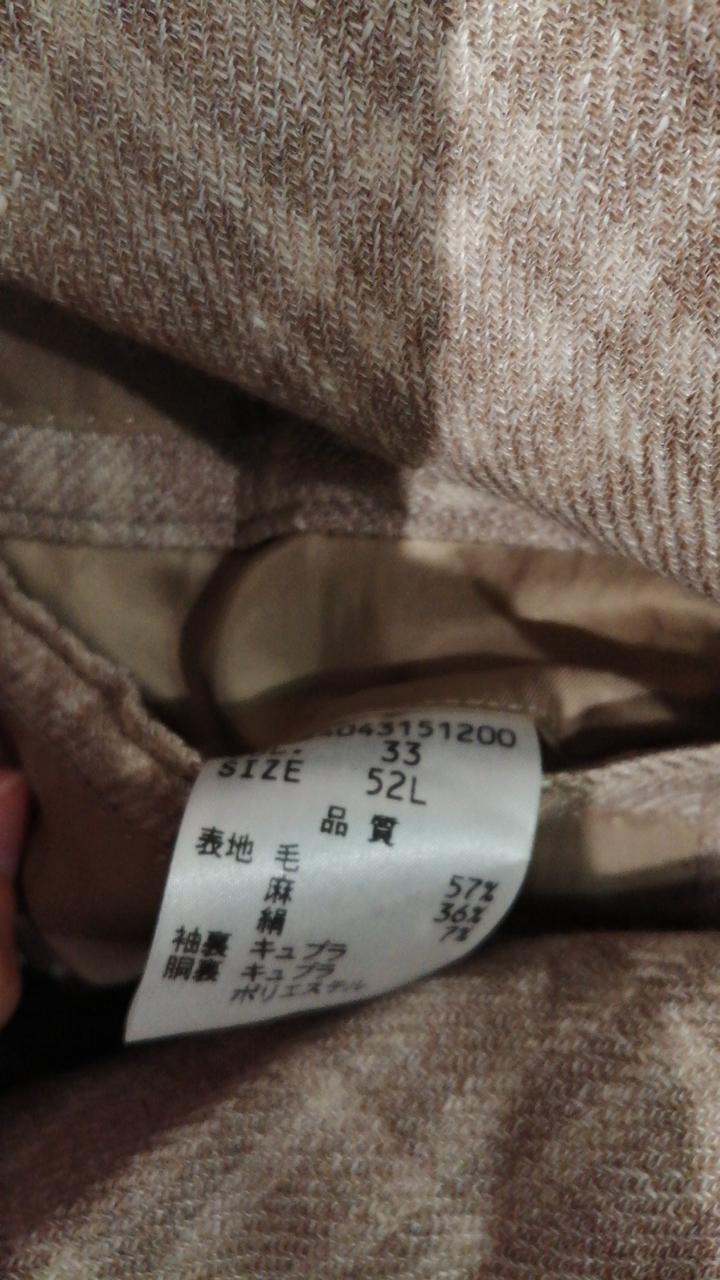 4043151200
33
SIZE 52L
品質
表地 毛 57%
麻 36%
絹 7%
袖裏 キュプラ
胴裏 キュプラ
ポリエステル